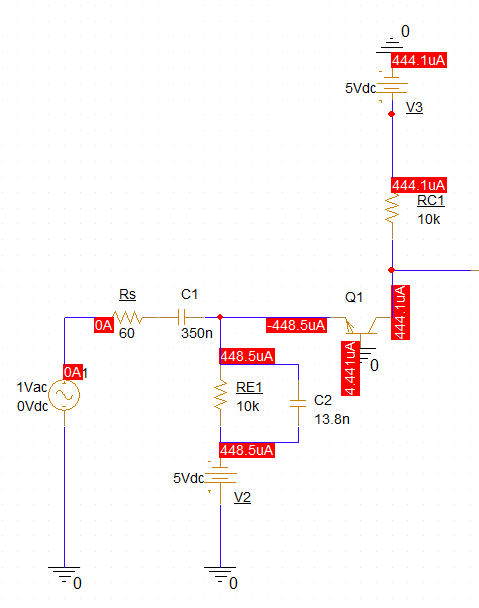 0
444.1uA
5Vdc
V3
444.1uA
RC1
10k
Rs
C1
Q1
0A
60
350n
-448.5uA
444.1uA
4.441uA
0
448.5uA
0A 1
1Vac
0Vdc
RE1
10k
C2
13.8n
448.5uA
5Vdc
V2
0
0